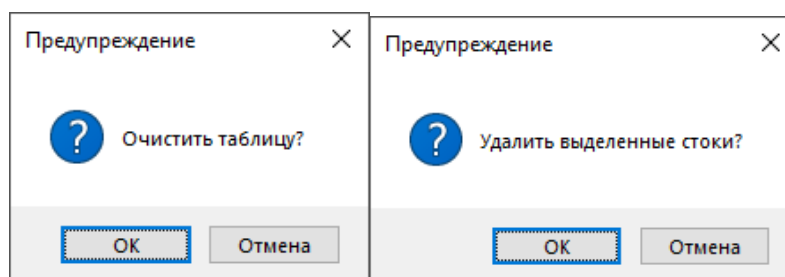 Предупреждение
Очистить таблицу?
ОК
Отмена
Предупреждение
Удалить выделенные стоки?
ОК
Отмена